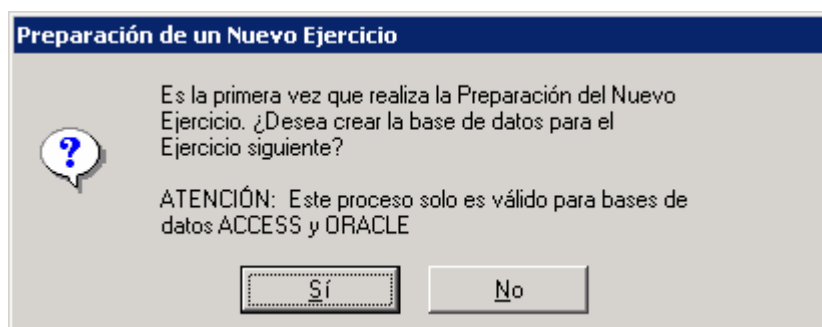 Preparación de un Nuevo Ejercicio
Es la primera vez que realiza la Preparación del Nuevo
Ejercicio. ¿Desea crear la base de datos para el
Ejercicio siguiente?
ATENCIÓN: Este proceso solo es válido para bases de
datos ACCESS y ORACLE
Sí No